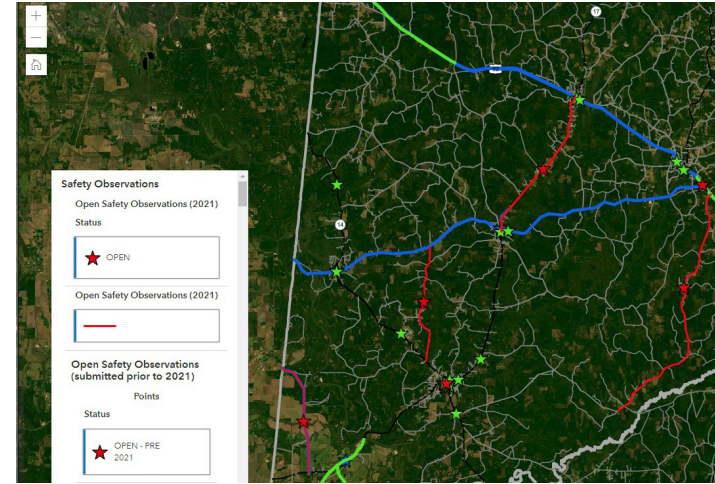 17
14
Safety Observations
Open Safety Observations (2021)
Status
OPEN
Open Safety Observations (2021)
Open Safety Observations
(submitted prior to 2021)
Points
Status
OPEN - PRE
2021